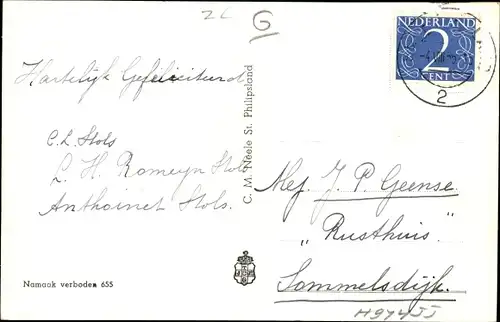 2L
G
Hartelijk Gefeliciteerd
C. L. Stols
L. H. Romeyn Stols
Anthoinet Stols.
Namaak verboden 655
C. M. Neele St. Philipsland
NEDERLAND
2
CENT
2
Mej. J. P. Geense.
„Rusthuis"
Sommelsdijk.